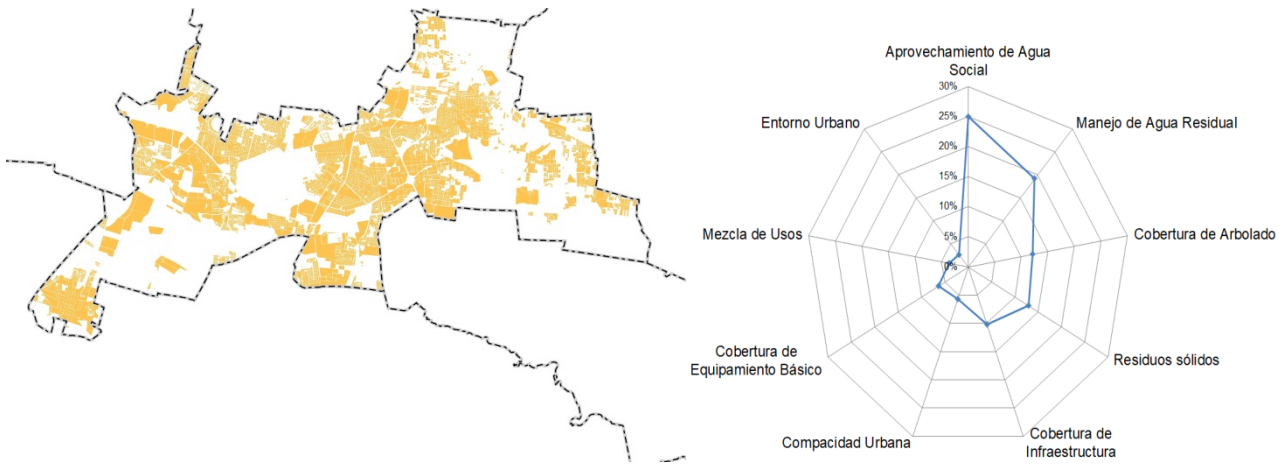 Aprovechamiento de Agua
Social
30%
25%
20%
15%
10%
5%
0%
Entorno Urbano
Manejo de Agua Residual
Mezcla de Usos
Cobertura de Arbolado
Cobertura de
Equipamiento Básico
Residuos sólidos
Compacidad Urbana
Cobertura de
Infraestructura